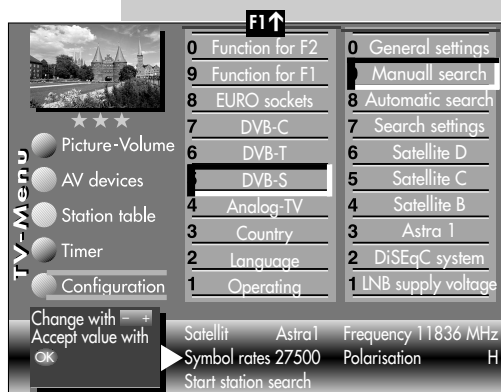 F1↑
TV-Menu
Picture-Volume
AV devices
Station table
Timer
Configuration
0 Function for F2
9 Function for F1
8 EURO sockets
7 DVB-C
6 DVB-T
DVB-S
4 Analog-TV
3 Country
2 Language
1 Operating
0 General settings
Manuall search
8 Automatic search
7 Search settings
6 Satellite D
5 Satellite C
4 Satellite B
3 Astra 1
2 DiSEqC system
1 LNB supply voltage
Change with - +
Accept value with
OK
Satellit Astra1 Frequency 11836 MHz
Symbol rates 27500 Polarisation H
Start station search